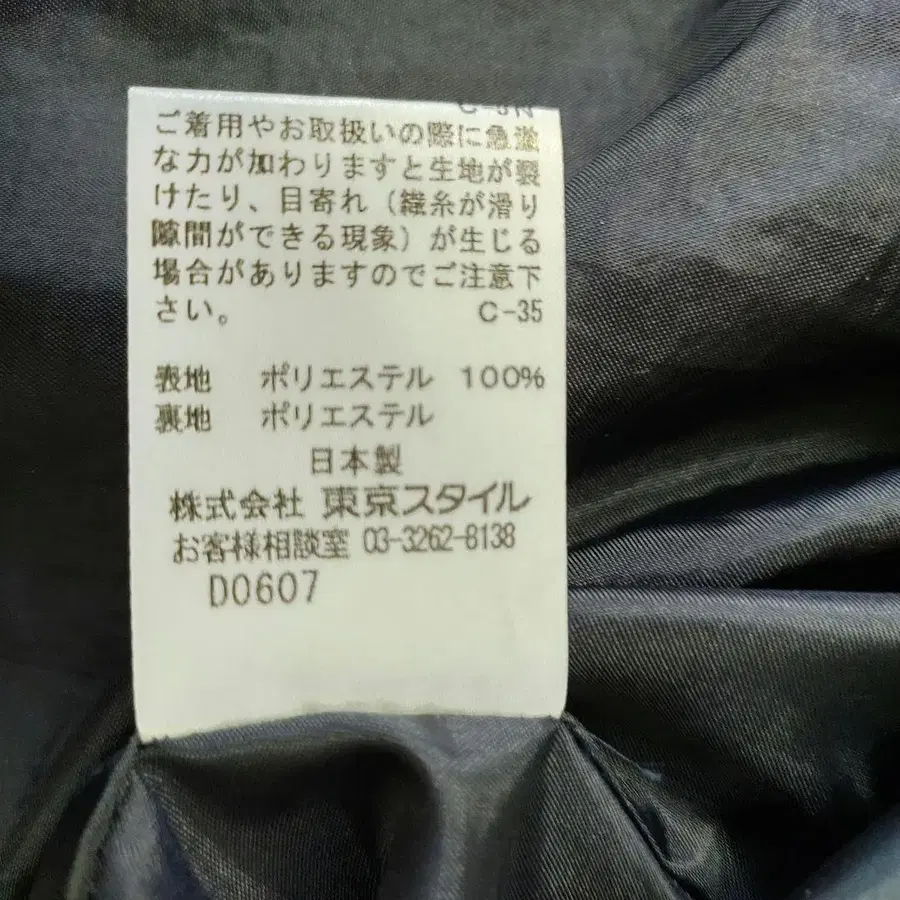 ご着用やお取扱いの際に急激
な力が加わりますと生地が裂
けたり、目寄れ（織糸が滑り
隙間ができる現象）が生じる
場合がありますのでご注意下
さい。 C-35
表地 ポリエステル 100%
裏地 ポリエステル
日本製
株式会社 東京スタイル
お客様相談室 03-3262-8138
D0607